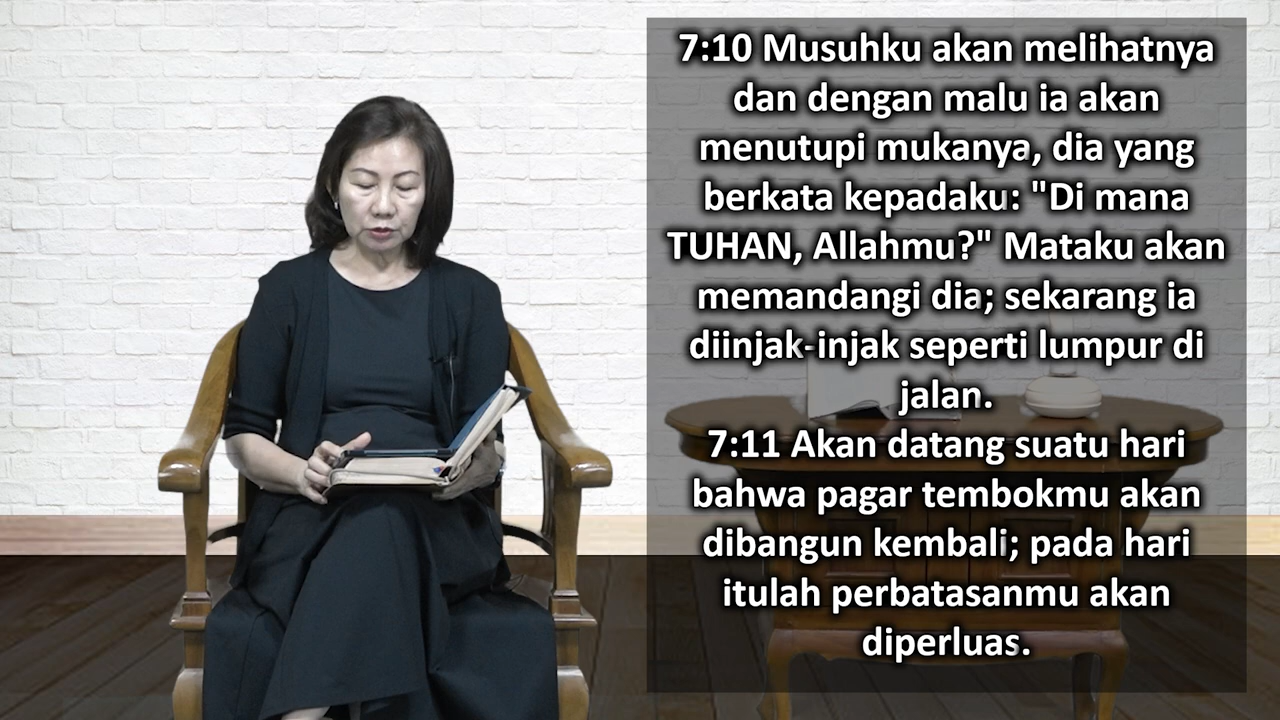 7:10 Musuhku akan melihatnya
dan dengan malu ia akan
menutupi mukanya, dia yang
berkata kepadaku: "Di mana
TUHAN, Allahmu?" Mataku akan
memandangi dia; sekarang ia
diinjak-injak seperti lumpur di
jalan.
7:11 Akan datang suatu hari
bahwa pagar tembokmu akan
dibangun kembali; pada hari
itulah perbatasanmu akan
diperluas.